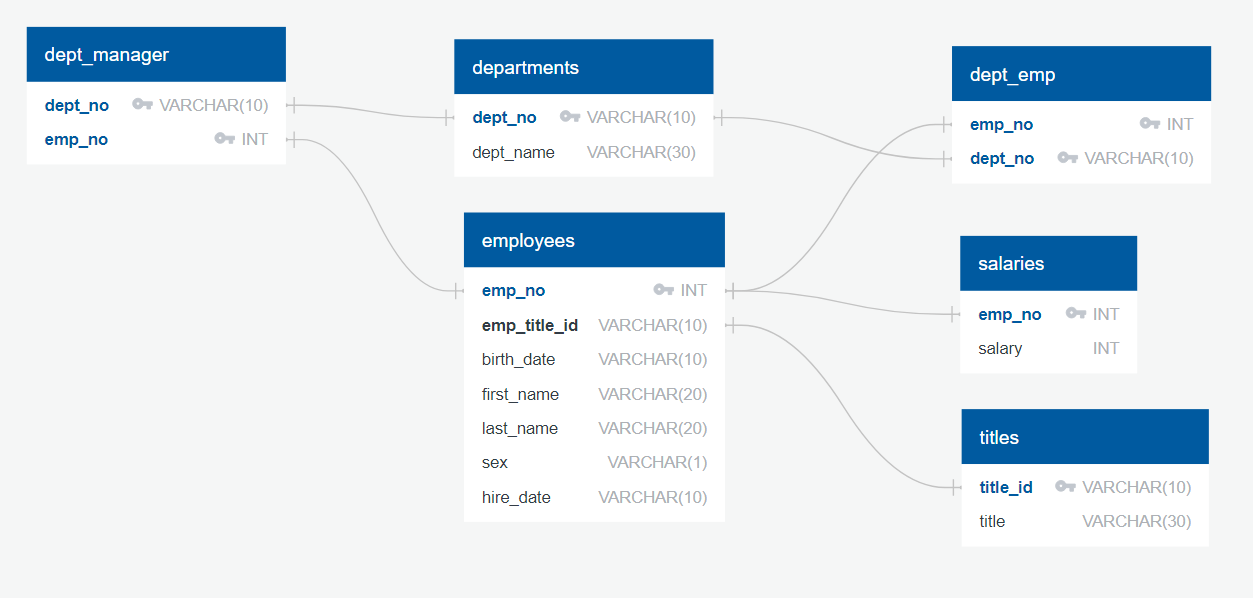 dept_manager
dept_no VARCHAR(10)
emp_no INT
departments
dept_no VARCHAR(10)
dept_name VARCHAR(30)
dept_emp
emp_no INT
dept_no VARCHAR(10)
employees
emp_no INT
emp_title_id VARCHAR(10)
birth_date VARCHAR(10)
first_name VARCHAR(20)
last_name VARCHAR(20)
sex VARCHAR(1)
hire_date VARCHAR(10)
salaries
emp_no INT
salary INT
titles
title_id VARCHAR(10)
title VARCHAR(30)